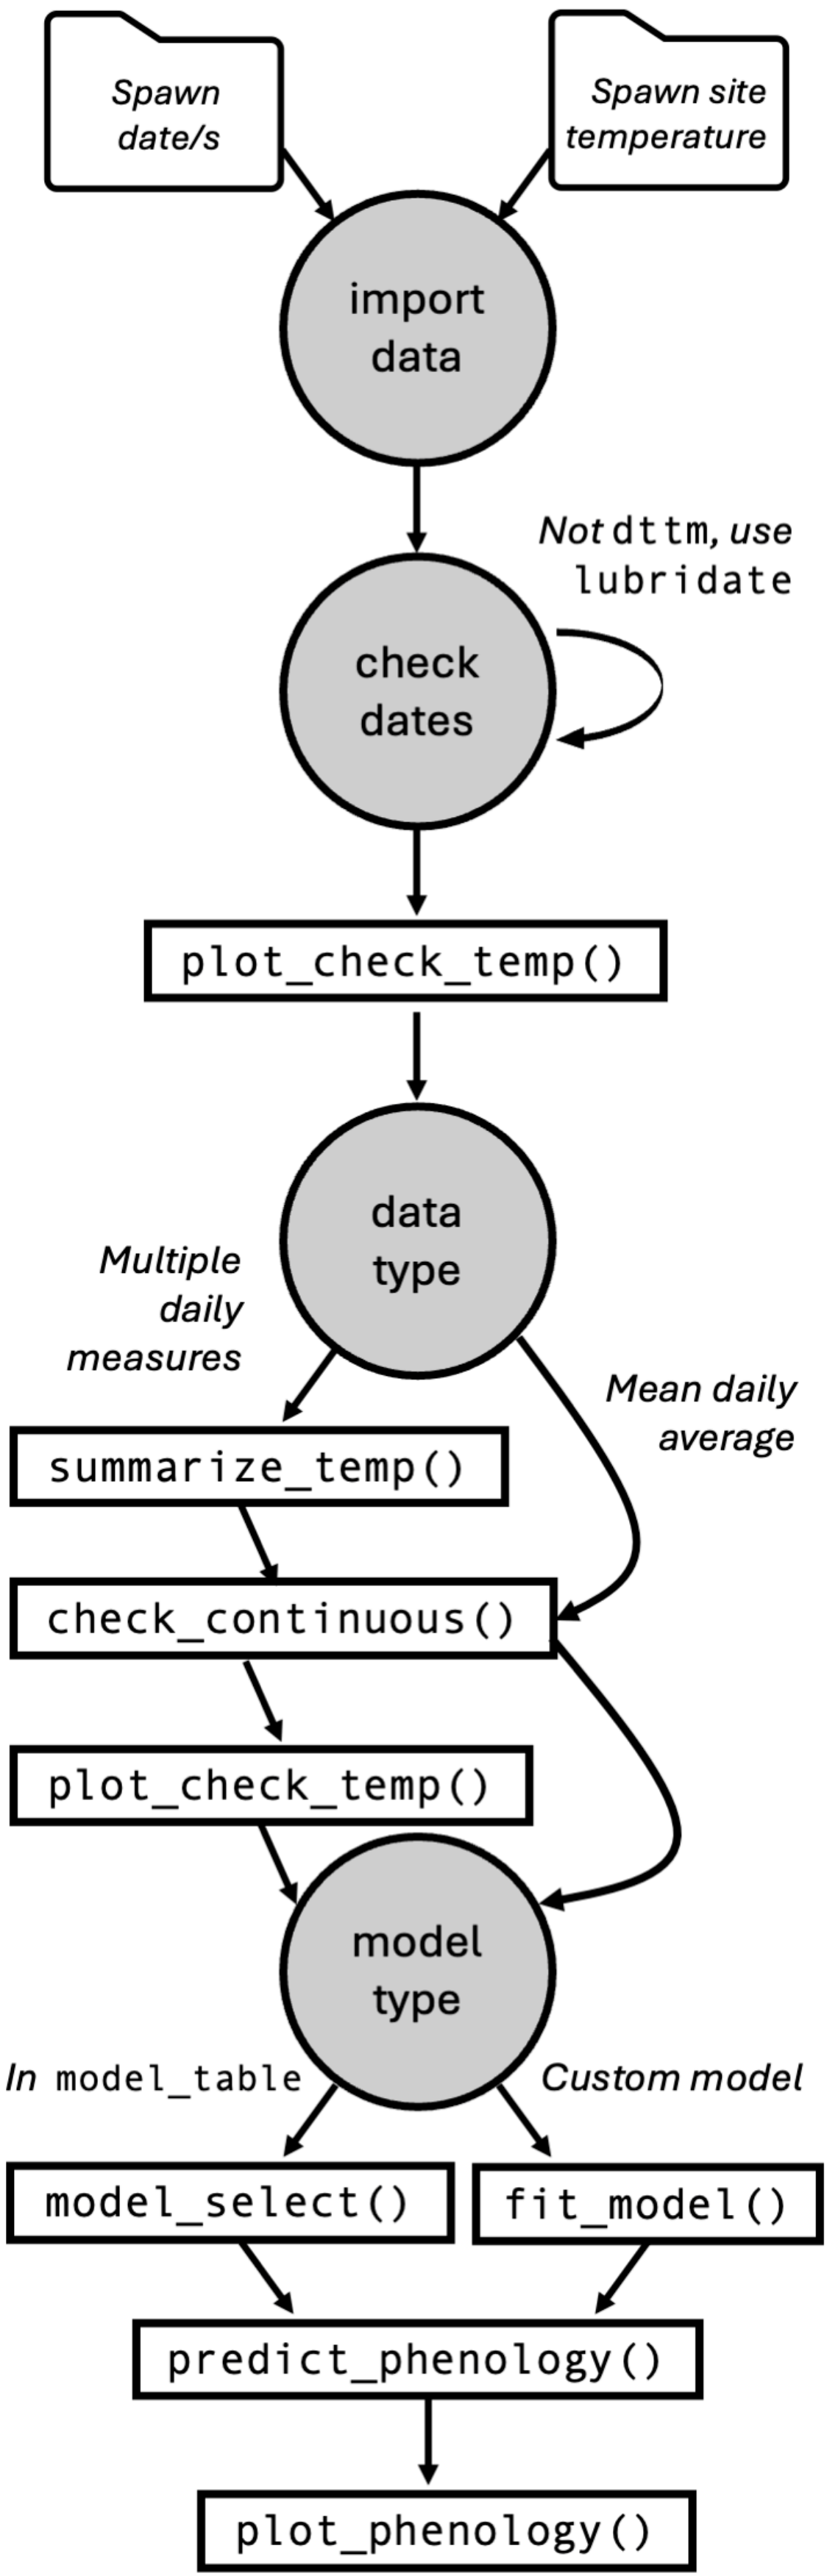 Spawn
date/s
Spawn site
temperature
import
data
Not dttm, use
lubridate
check
dates
plot_check_temp()
data
type
Multiple
daily
measures
Mean daily
average
summarize_temp()
check_continuous()
plot_check_temp()
model
type
In model_table
Custom model
model_select()
fit_model()
predict_phenology()
plot_phenology()